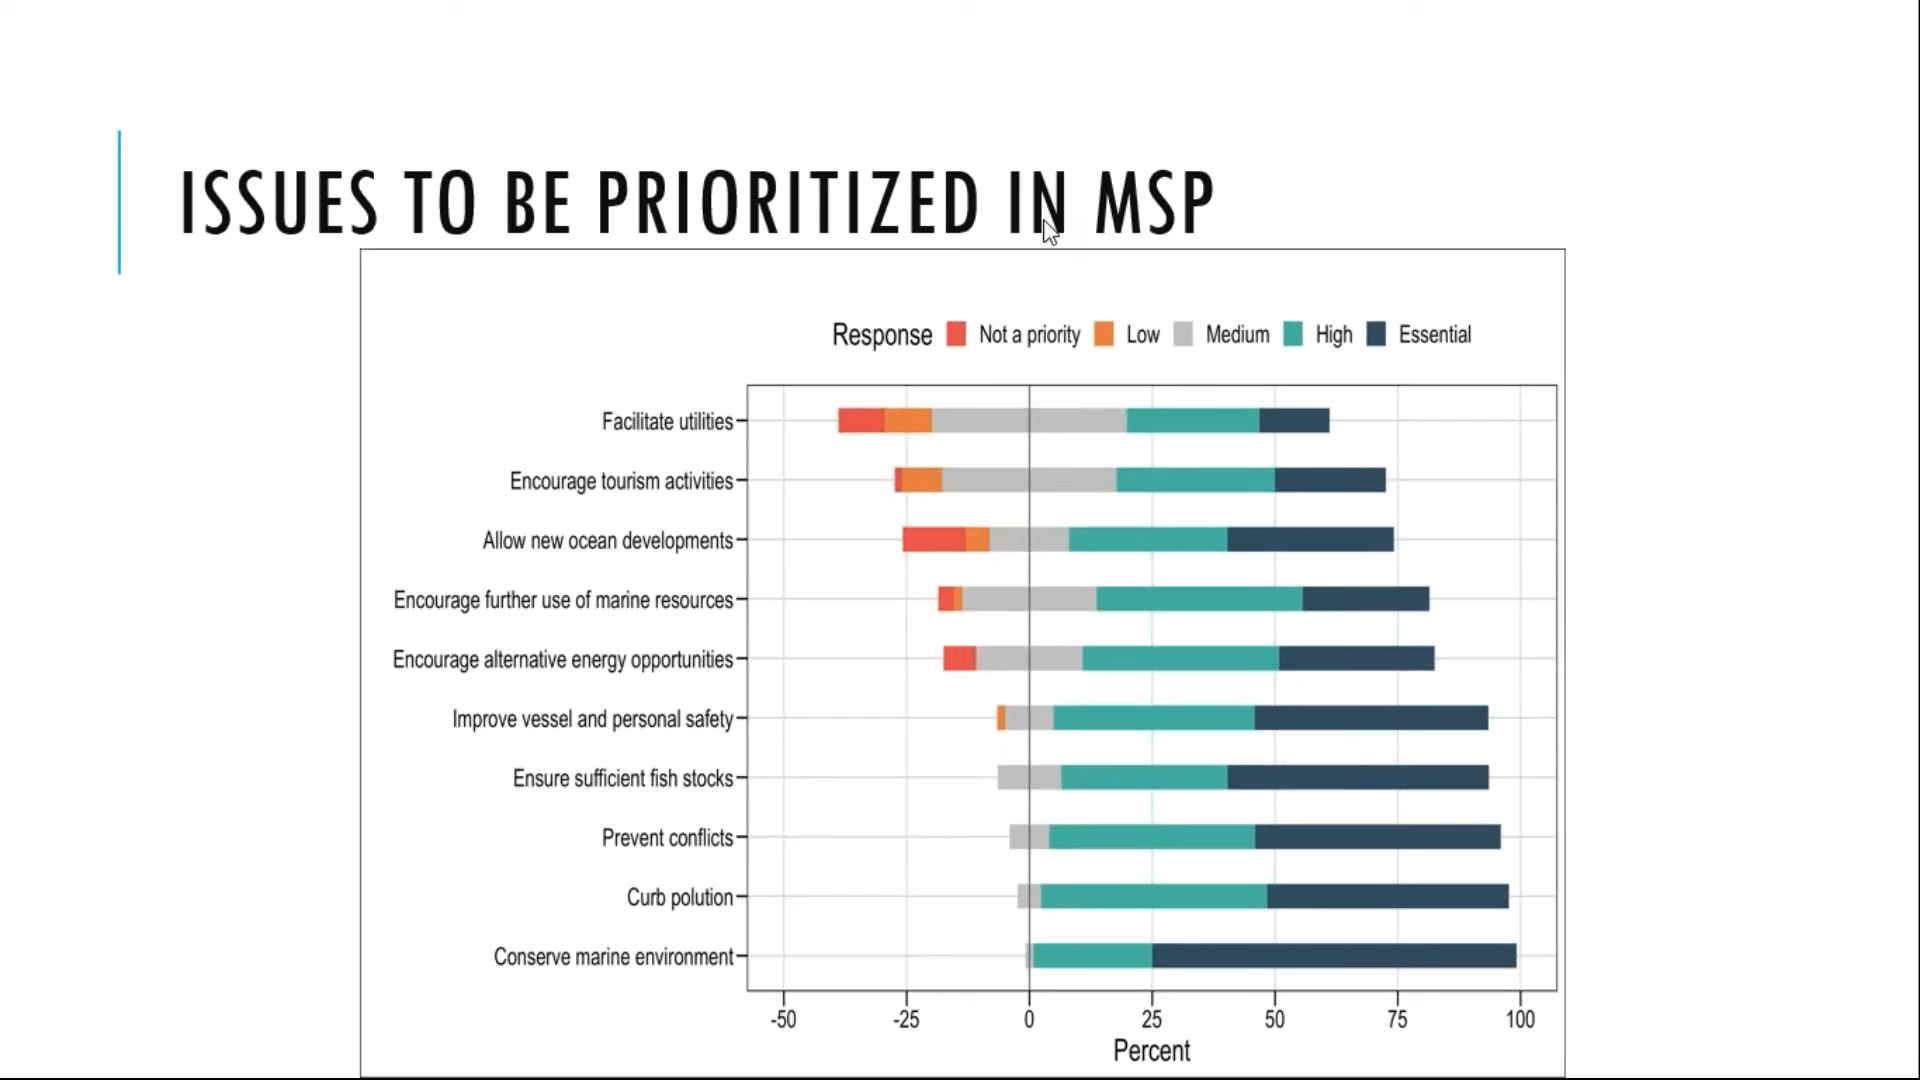 ISSUES TO BE PRIORITIZED IN MSP
Response Not a priority Low Medium High Essential
Facilitate utilities
Encourage tourism activities
Allow new ocean developments
Encourage further use of marine resources
Encourage alternative energy opportunities
Improve vessel and personal safety
Ensure sufficient fish stocks
Prevent conflicts
Curb polution
Conserve marine environment
-50 -25 0 25 50 75 100
Percent